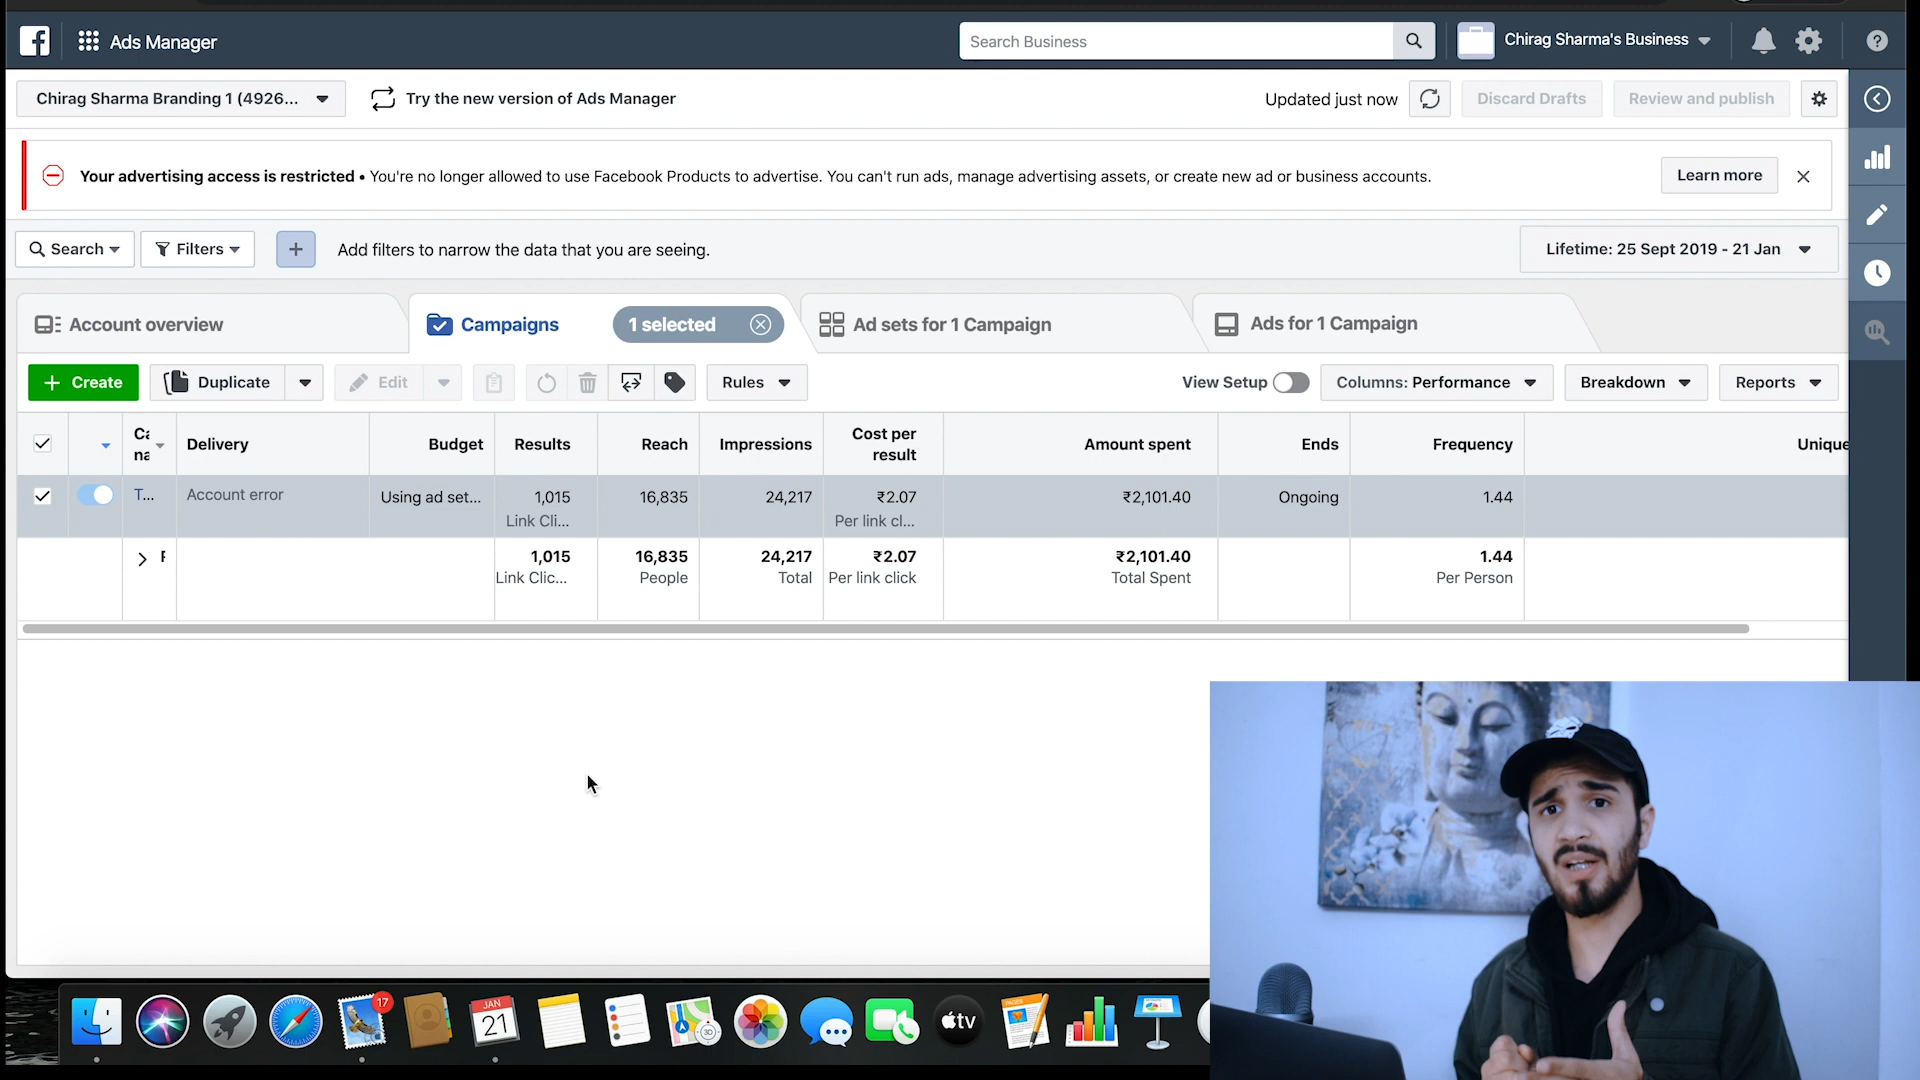 Ads Manager
Search Business
Chirag Sharma's Business
Chirag Sharma Branding 1 (4926...
Try the new version of Ads Manager
Updated just now
Discard Drafts
Review and publish
Your advertising access is restricted • You're no longer allowed to use Facebook Products to advertise. You can't run ads, manage advertising assets, or create new ad or business accounts.
Learn more
Search
Filters
Add filters to narrow the data that you are seeing.
Lifetime: 25 Sept 2019 - 21 Jan
Account overview
Campaigns
1 selected
Ad sets for 1 Campaign
Ads for 1 Campaign
+ Create
Duplicate
Edit
Rules
View Setup
Columns: Performance
Breakdown
Reports
Ca
na
Delivery
Budget
Results
Reach
Impressions
Cost per
result
Amount spent
Ends
Frequency
Unique
T...
Account error
Using ad set...
1,015
Link Cli...
16,835
24,217
₹2.07
Per link cl...
₹2,101.40
Ongoing
1.44
1,015
Link Clic...
16,835
People
24,217
Total
₹2.07
Per link click
₹2,101.40
Total Spent
1.44
Per Person
17
JAN
21
3D
tv
PAGES